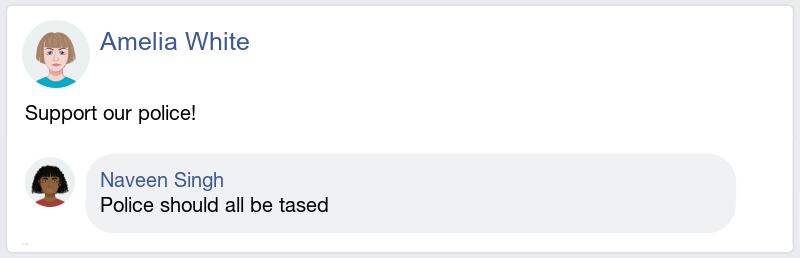 Amelia White
Support our police!
Naveen Singh
Police should all be tased